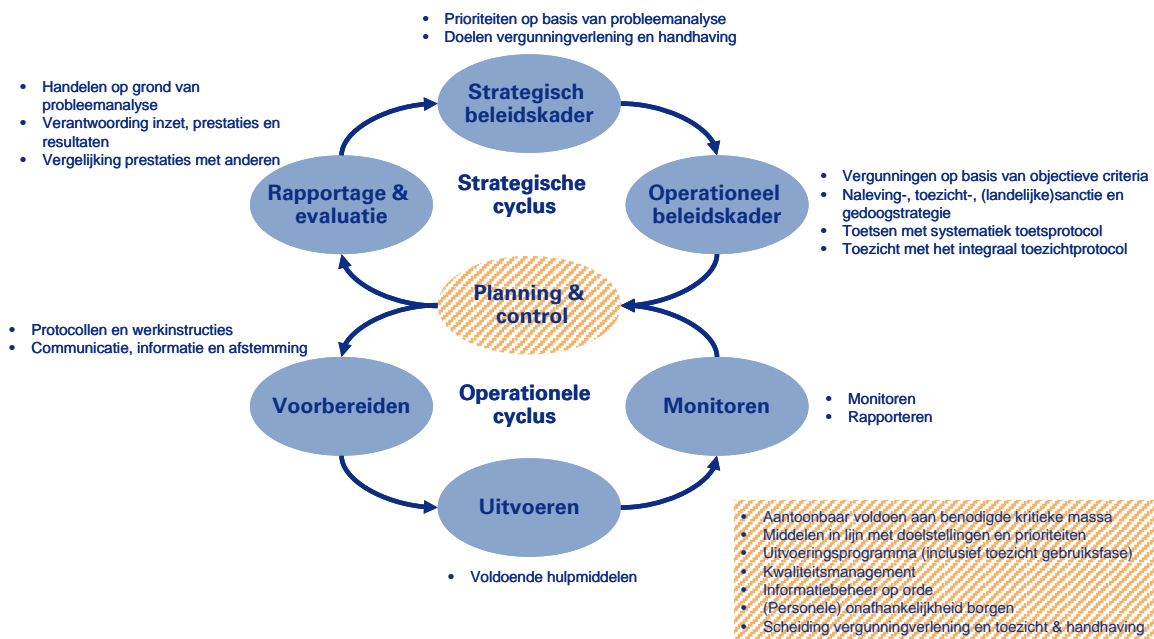 • Prioriteiten op basis van probleemanalyse
• Doelen vergunningverlening en handhaving
• Handelen op grond van
probleemanalyse
• Verantwoording inzet, prestaties en
resultaten
• Vergelijking prestaties met anderen
Strategisch
beleidskader
Rapportage &
evaluatie
Strategische
cyclus
Operationeel
beleidskader
• Vergunningen op basis van objectieve criteria
• Naleving-, toezicht-, (landelijke)sanctie en
gedoogstrategie
• Toetsen met systematiek toetsprotocol
• Toezicht met het integraal toezichtprotocol
Planning &
control
• Protocollen en werkinstructies
• Communicatie, informatie en afstemming
Voorbereiden
Operationele
cyclus
Monitoren
• Monitoren
• Rapporteren
Uitvoeren
• Voldoende hulpmiddelen
• Aantoonbaar voldoen aan benodigde kritieke massa
• Middelen in lijn met doelstellingen en prioriteiten
• Uitvoeringsprogramma (inclusief toezicht gebruiksfase)
• Kwaliteitsmanagement
• Informatiebeheer op orde
• (Personele) onafhankelijkheid borgen
• Scheiding vergunningverlening en toezicht & handhaving